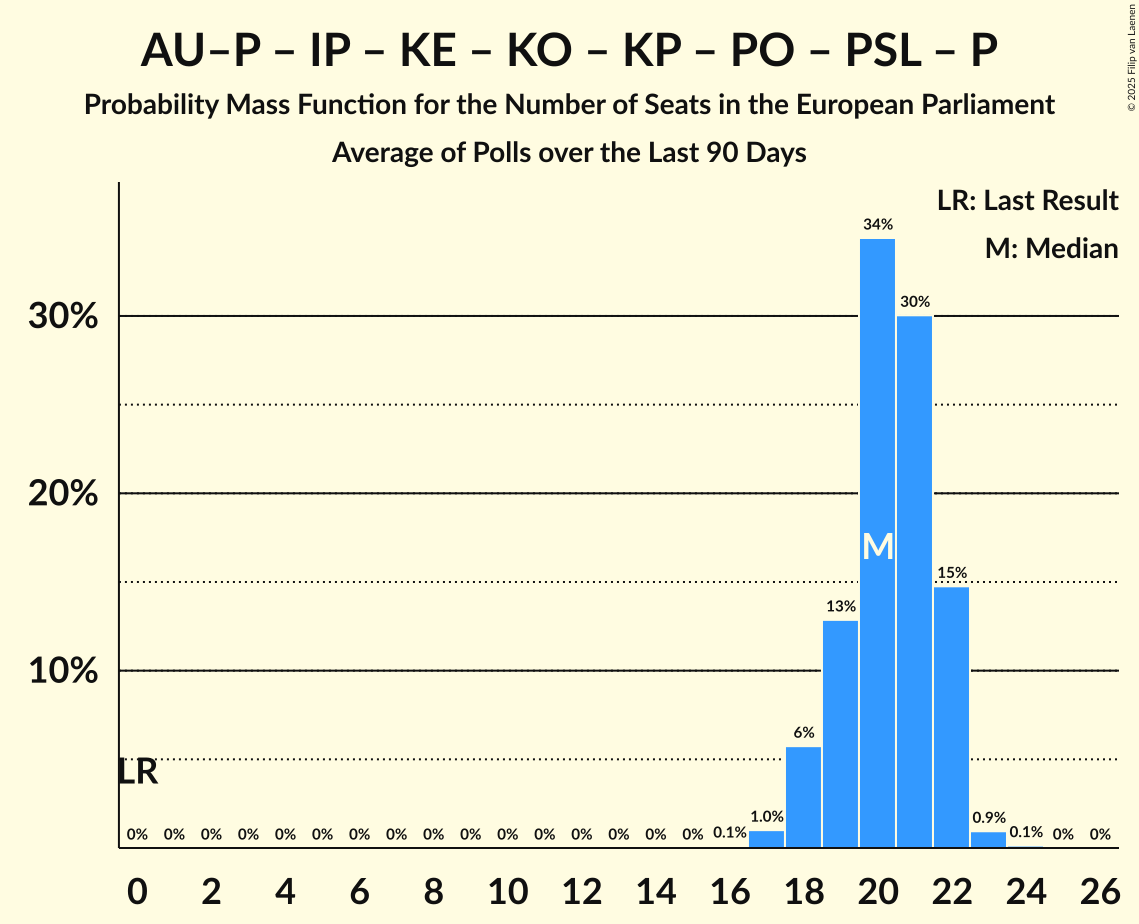 AU–P – IP – KE – KO – KP – PO – PSL – P
Probability Mass Function for the Number of Seats in the European Parliament
Average of Polls over the Last 90 Days
© 2025 Filip van Laenen
LR: Last Result
M: Median
34%
30%
30%
20%
M
15%
13%
10%
6%
LR
0% 0% 0% 0% 0% 0% 0% 0% 0% 0% 0% 0% 0% 0% 0% 0% 0.1% 1.0% 0.9% 0.1% 0% 0%
0 2 4 6 8 10 12 14 16 18 20 22 24 26